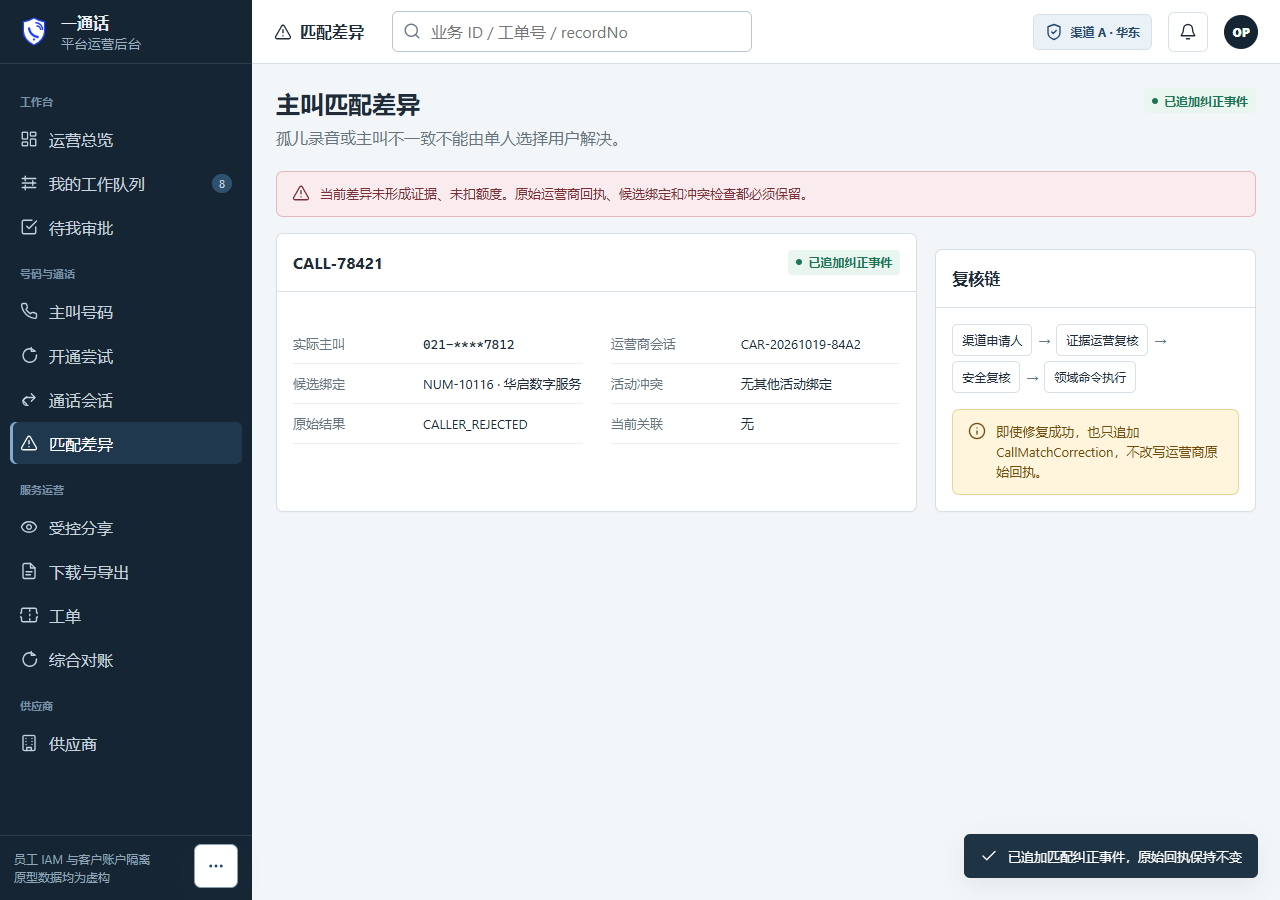 一通话
平台运营后台
匹配差异
业务 ID / 工单号 / recordNo
渠道 A · 华东
OP
工作台
运营总览
我的工作队列
8
待我审批
号码与通话
主叫号码
开通尝试
通话会话
匹配差异
服务运营
受控分享
下载与导出
工单
综合对账
供应商
供应商
员工 IAM 与客户账户隔离
原型数据均为虚构
主叫匹配差异
已追加纠正事件
孤儿录音或主叫不一致不能由单人选择用户解决。
当前差异未形成证据、未扣额度。原始运营商回执、候选绑定和冲突检查都必须保留。
CALL-78421
已追加纠正事件
实际主叫
021-****7812
运营商会话
CAR-20261019-84A2
候选绑定
NUM-10116 · 华启数字服务
活动冲突
无其他活动绑定
原始结果
CALLER_REJECTED
当前关联
无
复核链
渠道申请人 → 证据运营复核 →
安全复核 → 领域命令执行
即使修复成功，也只追加
CallMatchCorrection，不改写运营商原
始回执。
已追加匹配纠正事件，原始回执保持不变